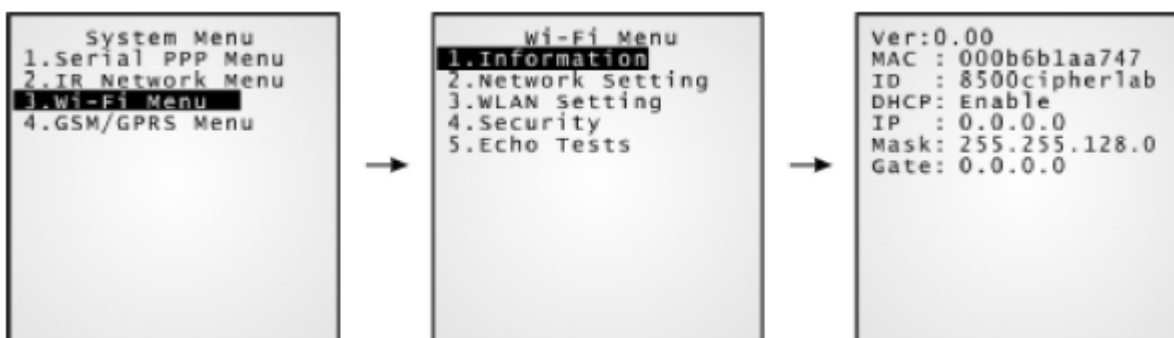 System Menu
1.Serial PPP Menu
2.IR Network Menu
3.Wi-Fi Menu
4.GSM/GPRS Menu
Wi-Fi Menu
1.Information
2.Network Setting
3.WLAN Setting
4.Security
5.Echo Tests
Ver:0.00
MAC : 000b6b1aa747
ID : 8500cipherlab
DHCP: Enable
IP : 0.0.0.0
Mask: 255.255.128.0
Gate: 0.0.0.0